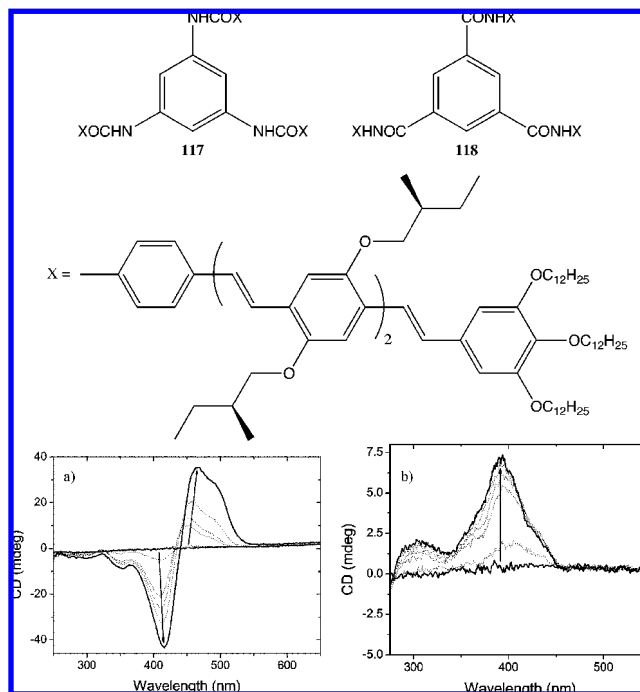 NHCOX
CONHX
XOCHN
NHCOX
117
XHNOC
CONHX
118
X =
O
2
OC12H25
OC12H25
OC12H25
O
a)
40
20
0
-20
-40
CD (mdeg)
300 400 500 600
Wavelength (nm)
b)
7.5
5.0
2.5
0.0
-2.5
-5.0
CD (mdeg)
300 400 500
Wavelength (nm)